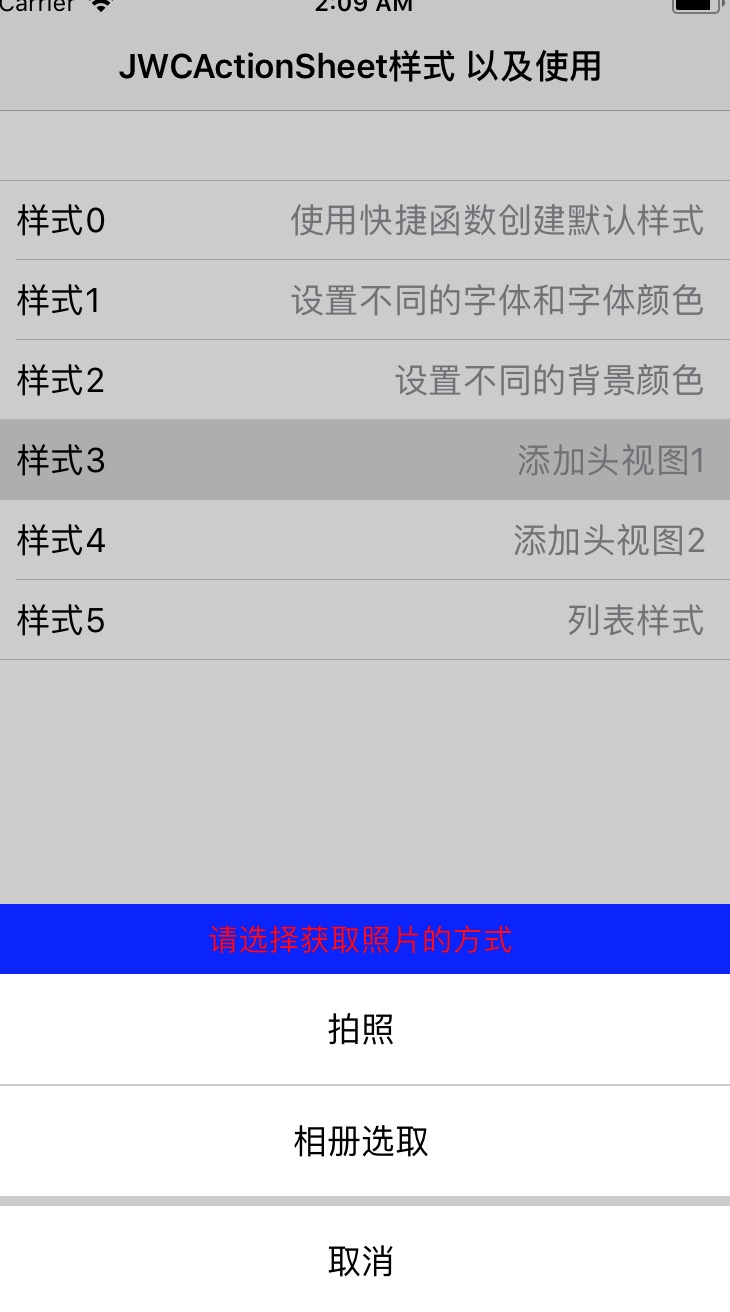 Carrier 2:09 AM
JWCActionSheet样式 以及使用
样式0 使用快捷函数创建默认样式
样式1 设置不同的字体和字体颜色
样式2 设置不同的背景颜色
样式3 添加头视图1
样式4 添加头视图2
样式5 列表样式
请选择获取照片的方式
拍照
相册选取
取消